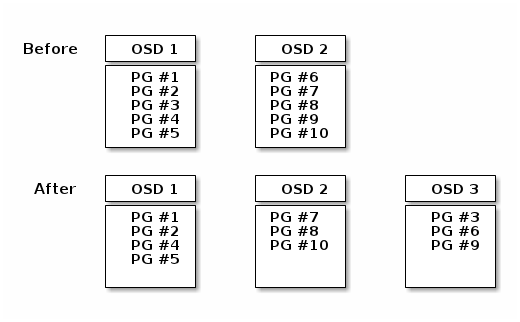 Before OSD 1 OSD 2
PG #1 PG #6
PG #2 PG #7
PG #3 PG #8
PG #4 PG #9
PG #5 PG #10
After OSD 1 OSD 2 OSD 3
PG #1 PG #7 PG #3
PG #2 PG #8 PG #6
PG #4 PG #10 PG #9
PG #5